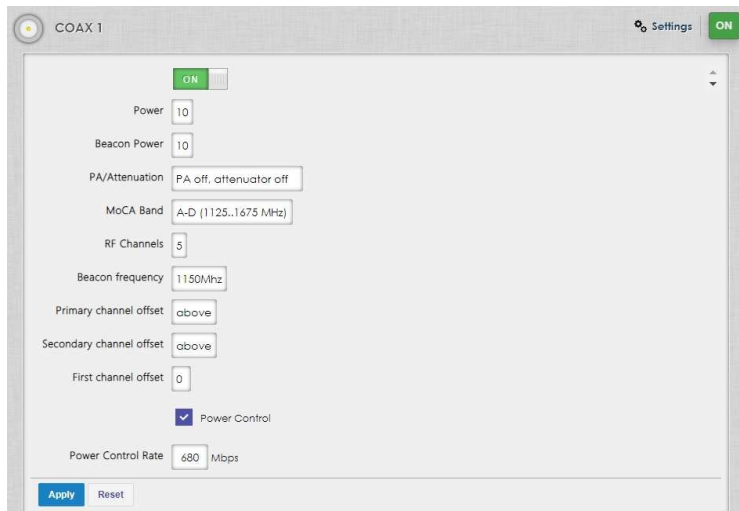 COAX 1 Settings ON
ON
Power 10
Beacon Power 10
PA/Attenuation PA off, attenuator off
MoCA Band A-D (1125..1675 MHz)
RF Channels 5
Beacon frequency 1150Mhz
Primary channel offset above
Secondary channel offset above
First channel offset 0
Power Control
Power Control Rate 680 Mbps
Apply Reset